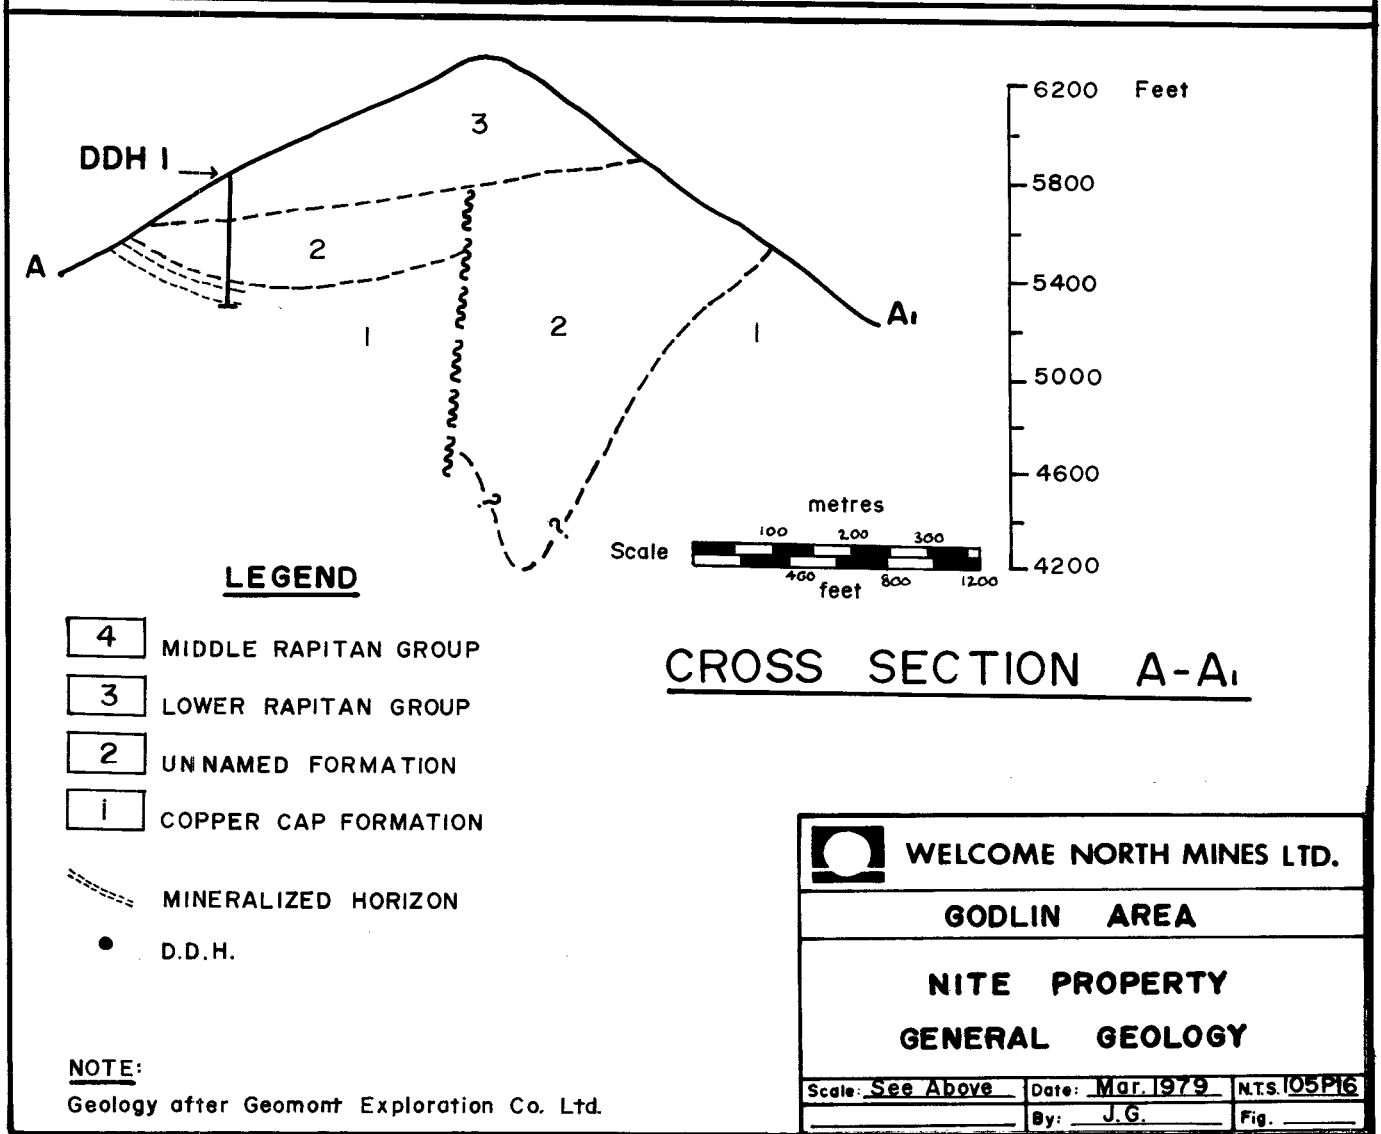 6200 Feet
3
DDH 1
5800
2
A
5400
A1
1
2
1
5000
4600
metres
100 200 300
Scale
400 800 1200
feet
4200
LEGEND
4 MIDDLE RAPITAN GROUP
3 LOWER RAPITAN GROUP
2 UNNAMED FORMATION
1 COPPER CAP FORMATION
MINERALIZED HORIZON
D.D.H.
NOTE:
Geology after Geomont Exploration Co. Ltd.
CROSS SECTION A-A1
WELCOME NORTH MINES LTD.
GODLIN AREA
NITE PROPERTY
GENERAL GEOLOGY
Scale: See Above Date: Mar. 1979 N.T.S. 105P16
By: J.G. Fig.
? ?